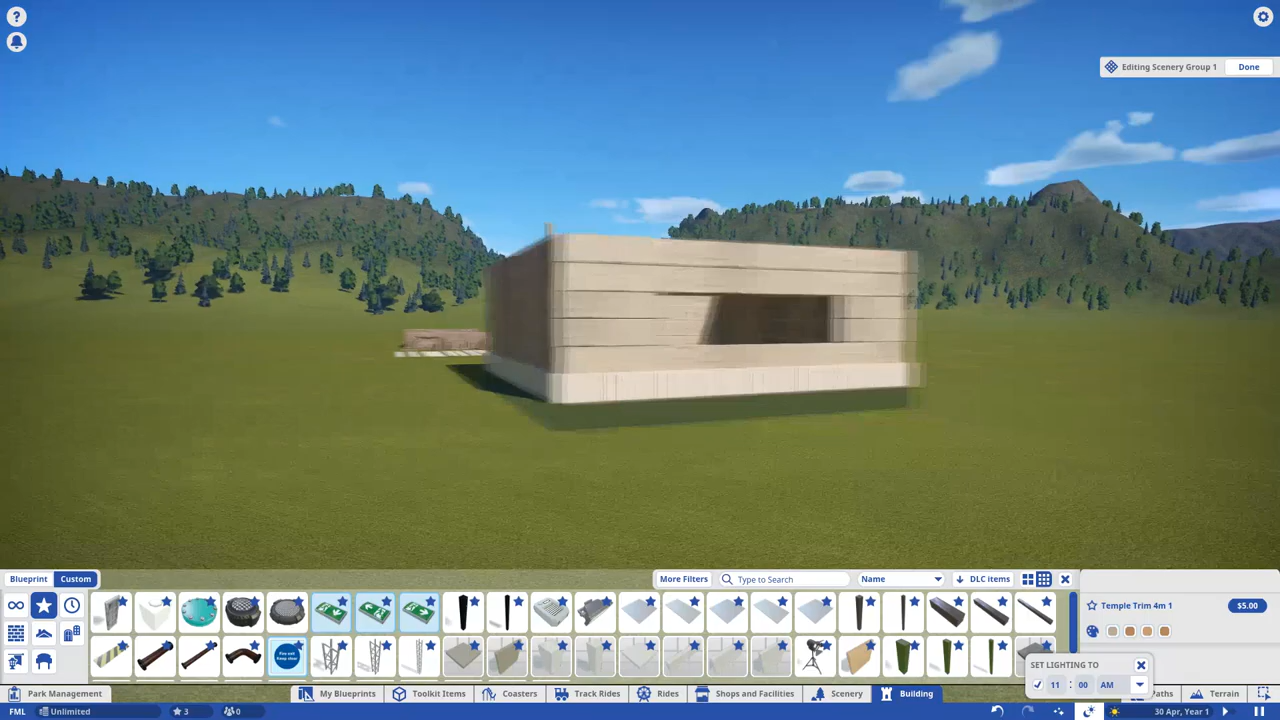 ?
Editing Scenery Group 1 Done
Blueprint Custom More Filters Type to Search Name DLC items
Temple Trim 4m 1 $5.00
SET LIGHTING TO
11 : 00 AM
Park Management My Blueprints Toolkit Items Coasters Track Rides Rides Shops and Facilities Scenery Building Paths Terrain
FML Unlimited 3 0 30 Apr, Year 1